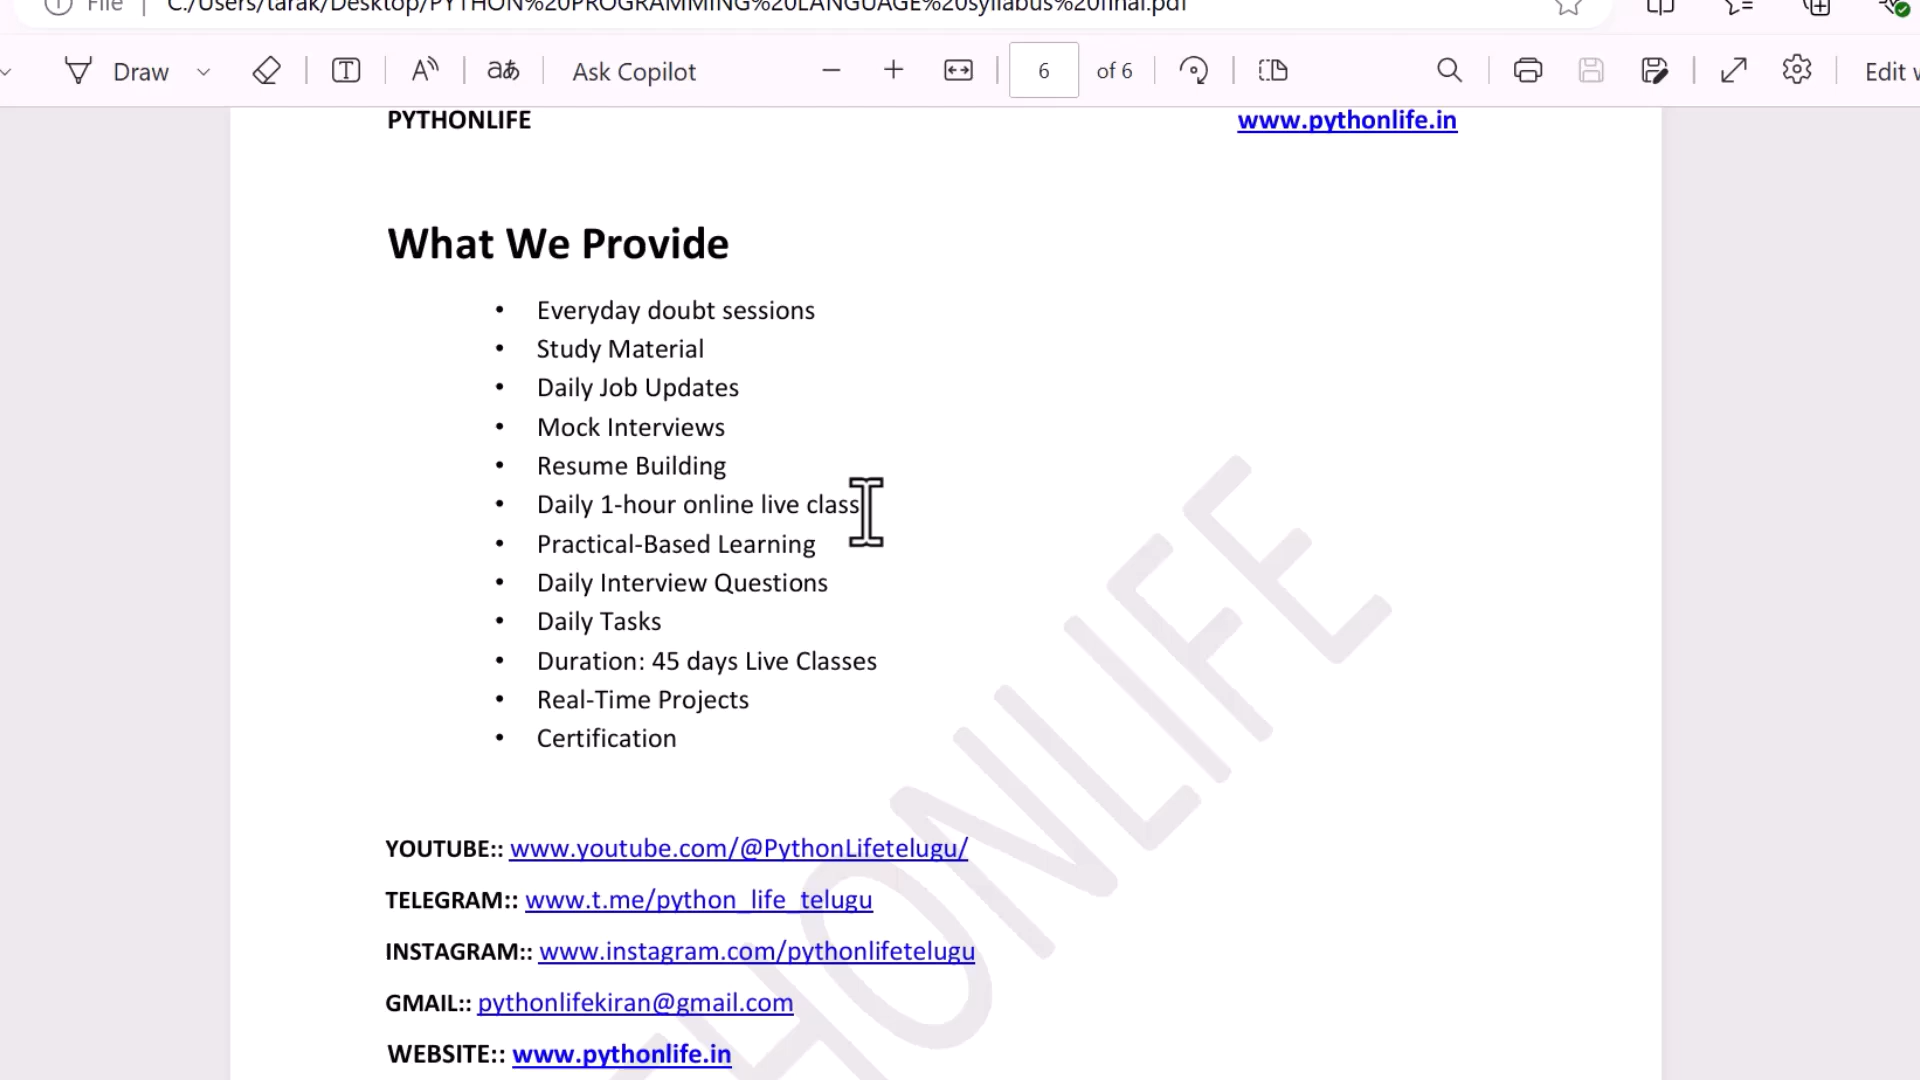 File C:/Users/tarak/Desktop/PYTHON%20PROGRAMMING%20LANGUAGE%20syllabus%20final.pdf
Draw Ask Copilot 6 of 6 Edit
PYTHONLIFE www.pythonlife.in
What We Provide
• Everyday doubt sessions
• Study Material
• Daily Job Updates
• Mock Interviews
• Resume Building
• Daily 1-hour online live class
• Practical-Based Learning
• Daily Interview Questions
• Daily Tasks
• Duration: 45 days Live Classes
• Real-Time Projects
• Certification
YOUTUBE:: www.youtube.com/@PythonLifetelugu/
TELEGRAM:: www.t.me/python_life_telugu
INSTAGRAM:: www.instagram.com/pythonlifetelugu
GMAIL:: pythonlifekiran@gmail.com
WEBSITE:: www.pythonlife.in
THONLIFE